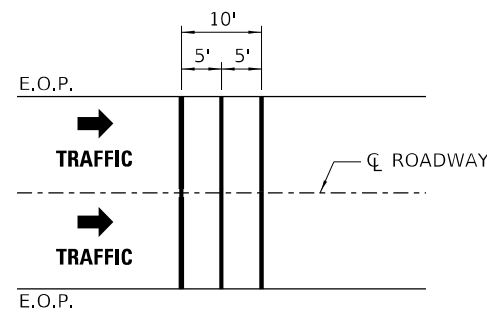 10'
5' 5'
E.O.P.
TRAFFIC
℄ ROADWAY
TRAFFIC
E.O.P.